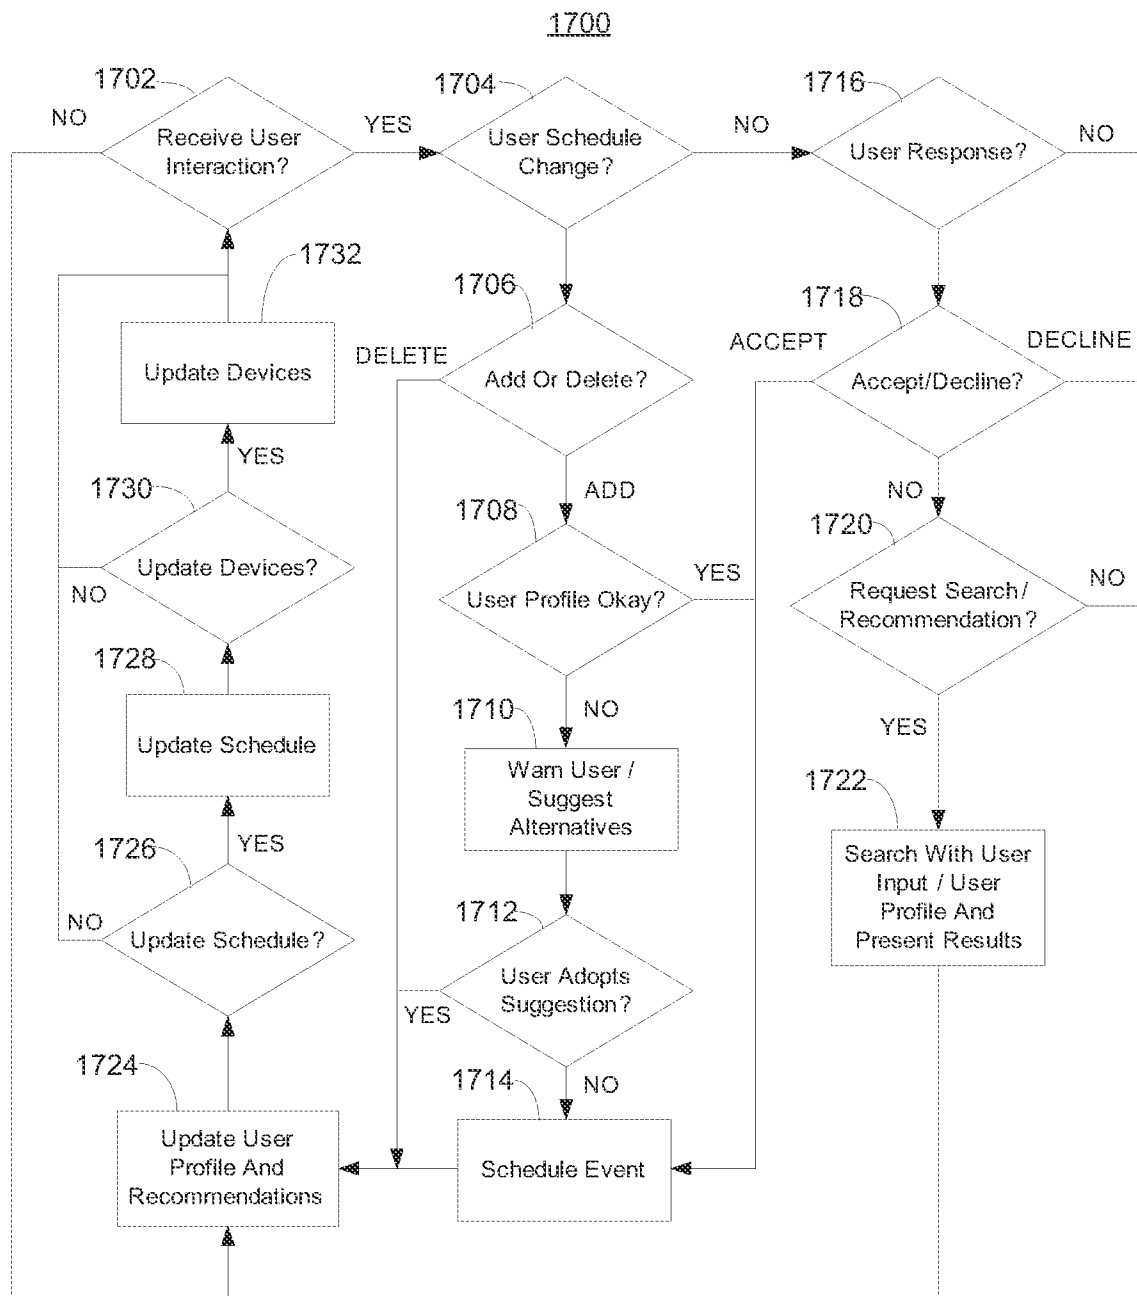 1700
1702
1704
1716
NO
YES
NO
NO
Receive User
Interaction?
User Schedule
Change?
User Response?
1732
1706
1718
DELETE
ACCEPT
DECLINE
Update Devices
Add Or Delete?
Accept/Decline?
YES
ADD
NO
1730
1708
1720
Update Devices?
NO
User Profile Okay?
YES
Request Search/
Recommendation?
NO
1728
1710
NO
YES
Update Schedule
Warn User /
Suggest
Alternatives
1722
1726
YES
Search With User
Input / User
Profile And
Present Results
NO
Update Schedule?
1712
User Adopts
Suggestion?
YES
1724
1714
NO
Update User
Profile And
Recommendations
Schedule Event